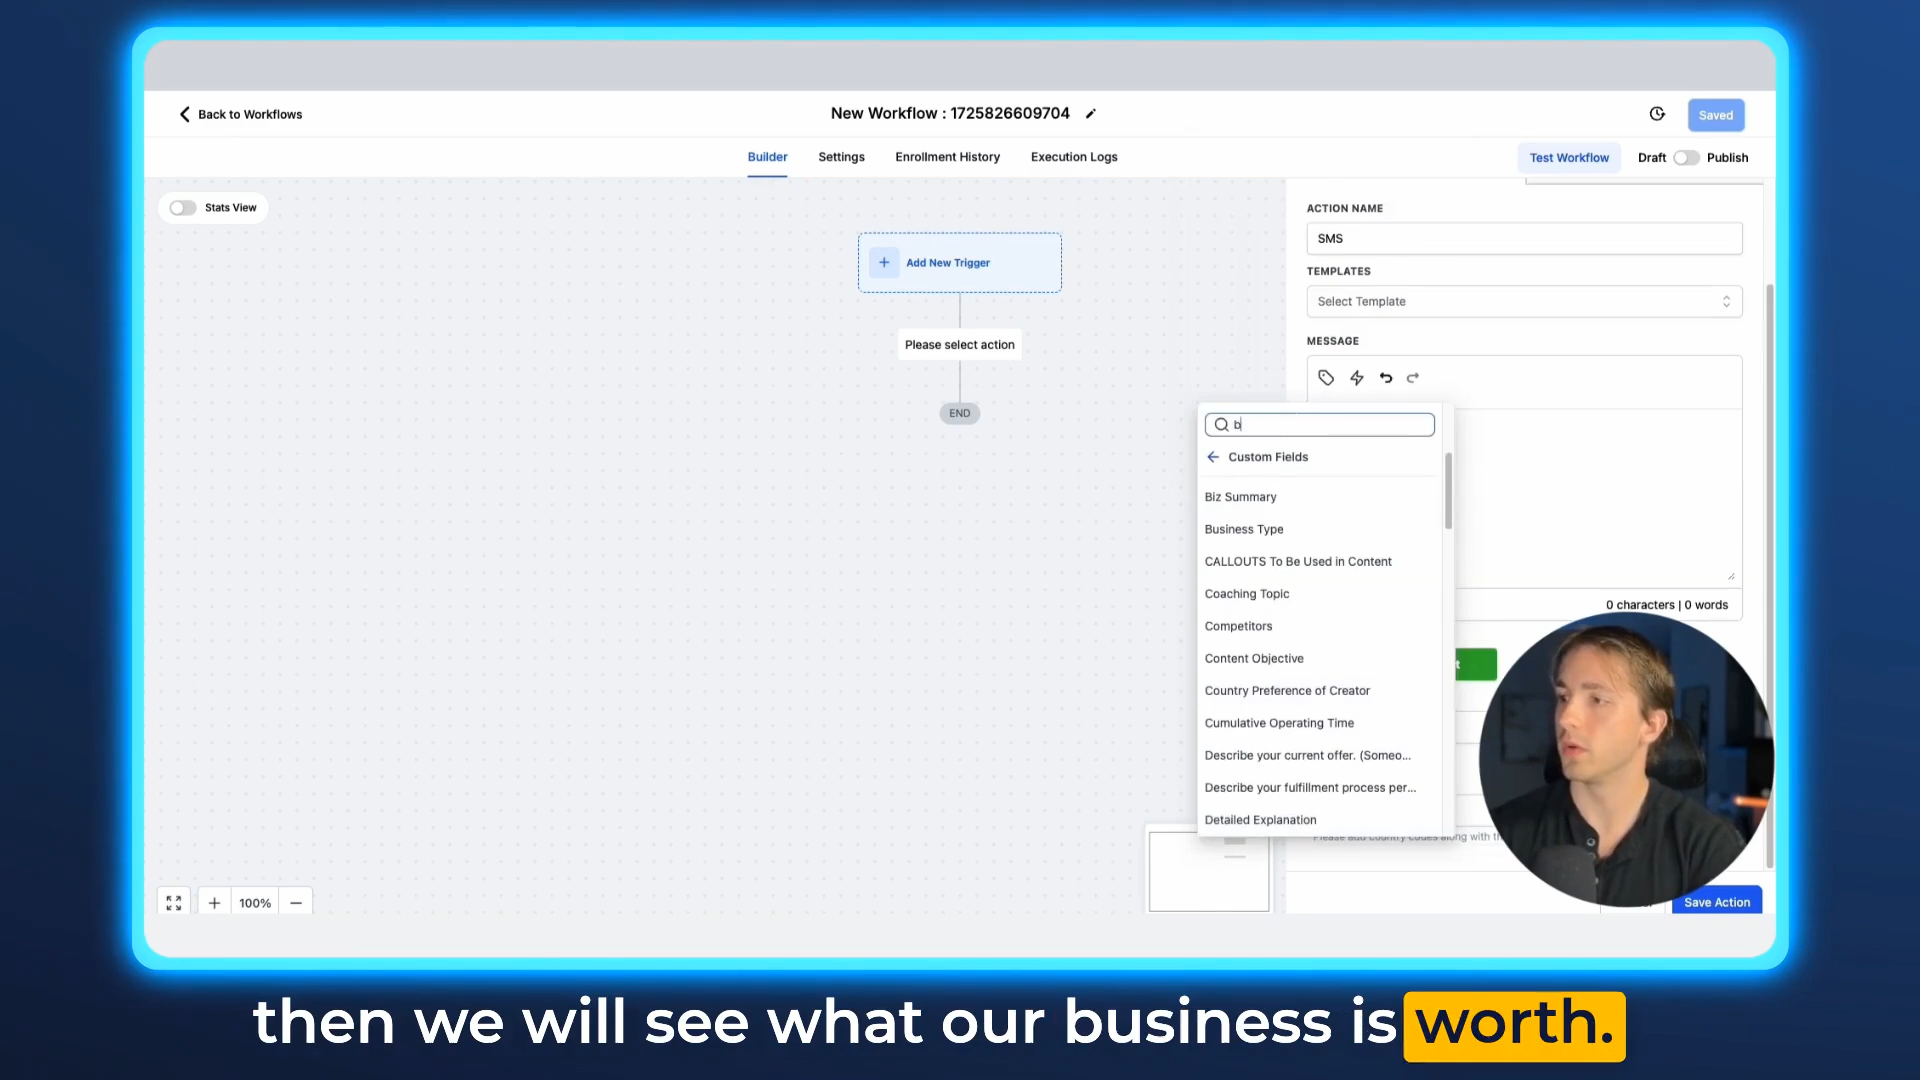 Back to Workflows
New Workflow : 1725826609704
Saved
Builder
Settings
Enrollment History
Execution Logs
Test Workflow
Draft
Publish
Stats View
Add New Trigger
Please select action
END
ACTION NAME
SMS
TEMPLATES
Select Template
MESSAGE
b
Custom Fields
Biz Summary
Business Type
CALLOUTS To Be Used in Content
Coaching Topic
Competitors
Content Objective
Country Preference of Creator
Cumulative Operating Time
Describe your current offer. (Someo...
Describe your fulfillment process per...
Detailed Explanation
0 characters | 0 words
Please add country codes along with
100%
Save Action
then we will see what our business is worth.